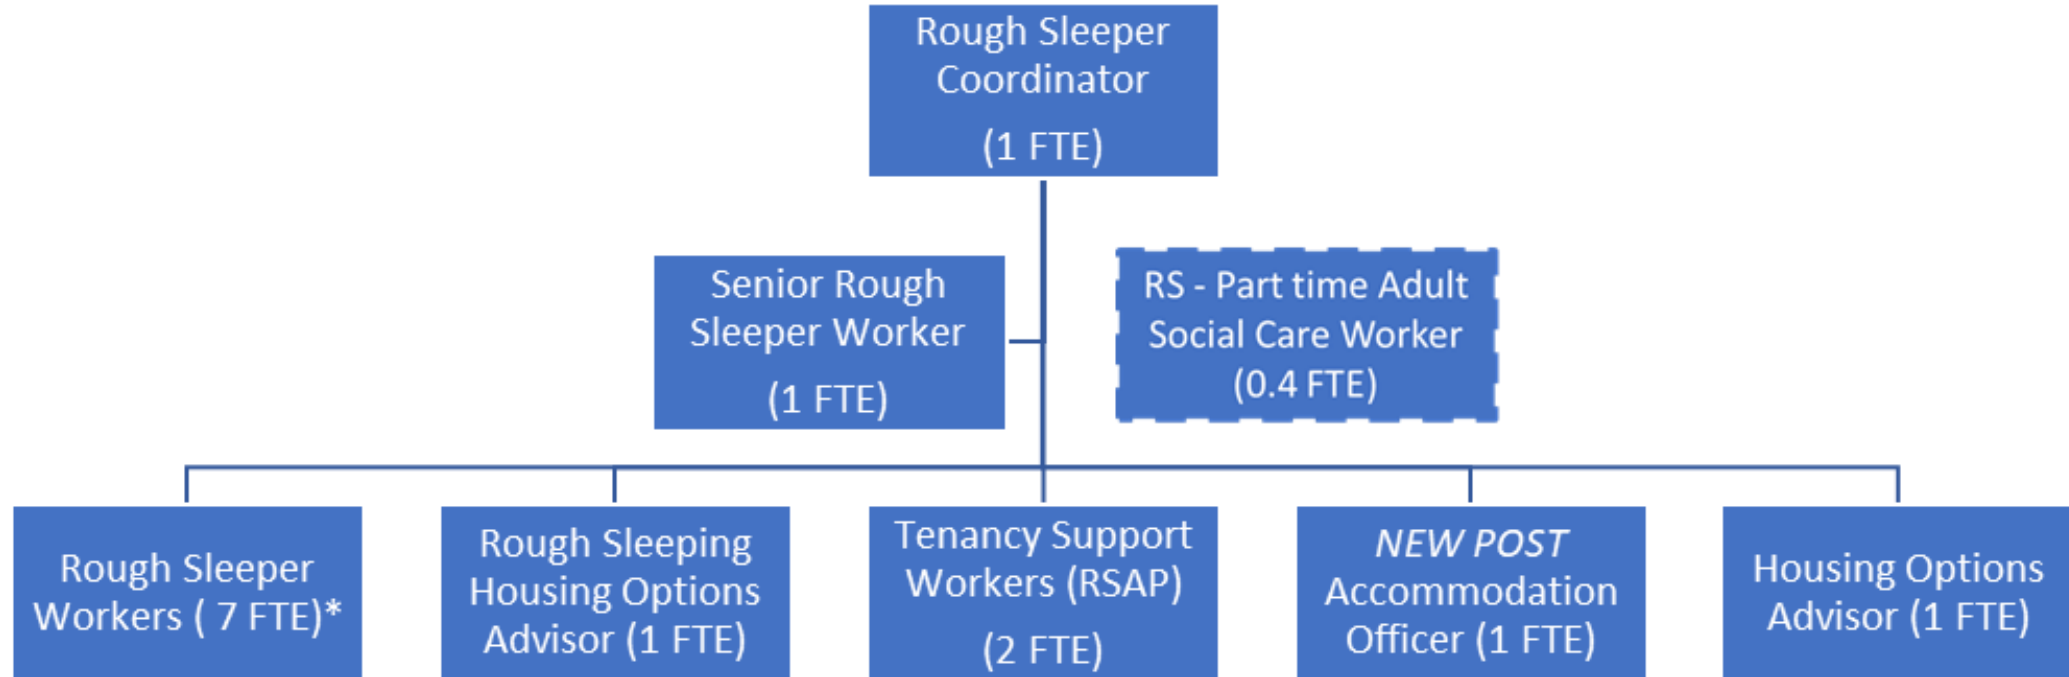 Rough Sleeper
Coordinator
(1 FTE)
Senior Rough
Sleeper Worker
(1 FTE)
RS - Part time Adult
Social Care Worker
(0.4 FTE)
Rough Sleeper
Workers ( 7 FTE)*
Rough Sleeping
Housing Options
Advisor (1 FTE)
Tenancy Support
Workers (RSAP)
(2 FTE)
NEW POST
Accommodation
Officer (1 FTE)
Housing Options
Advisor (1 FTE)